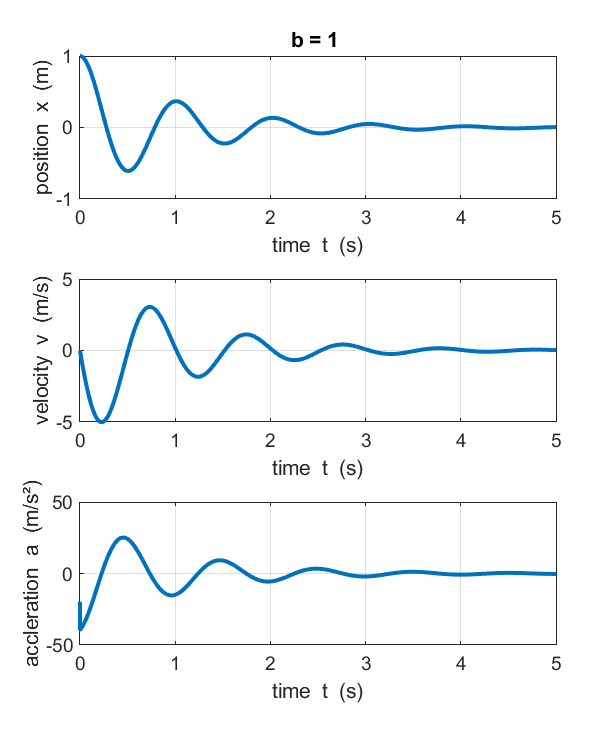 b = 1
position x (m)
1
0
-1
0 1 2 3 4 5
time t (s)
velocity v (m/s)
5
0
-5
0 1 2 3 4 5
time t (s)
accleration a (m/s²)
50
0
-50
0 1 2 3 4 5
time t (s)